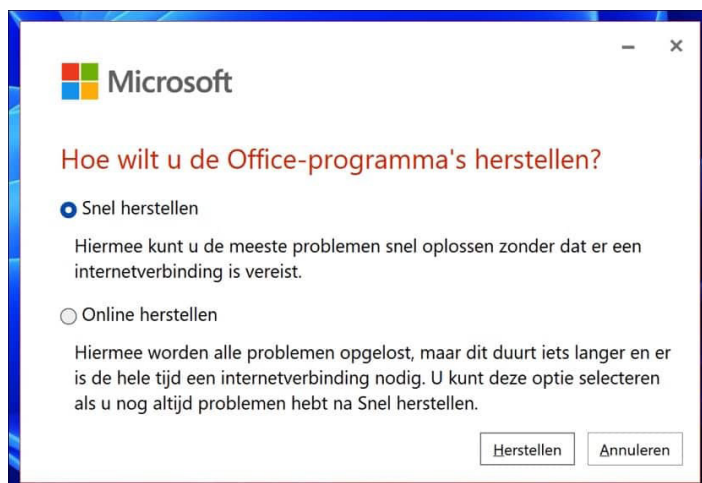 Microsoft
Hoe wilt u de Office-programma's herstellen?
Snel herstellen
Hiermee kunt u de meeste problemen snel oplossen zonder dat er een
internetverbinding is vereist.
Online herstellen
Hiermee worden alle problemen opgelost, maar dit duurt iets langer en er
is de hele tijd een internetverbinding nodig. U kunt deze optie selecteren
als u nog altijd problemen hebt na Snel herstellen.
Herstellen Annuleren